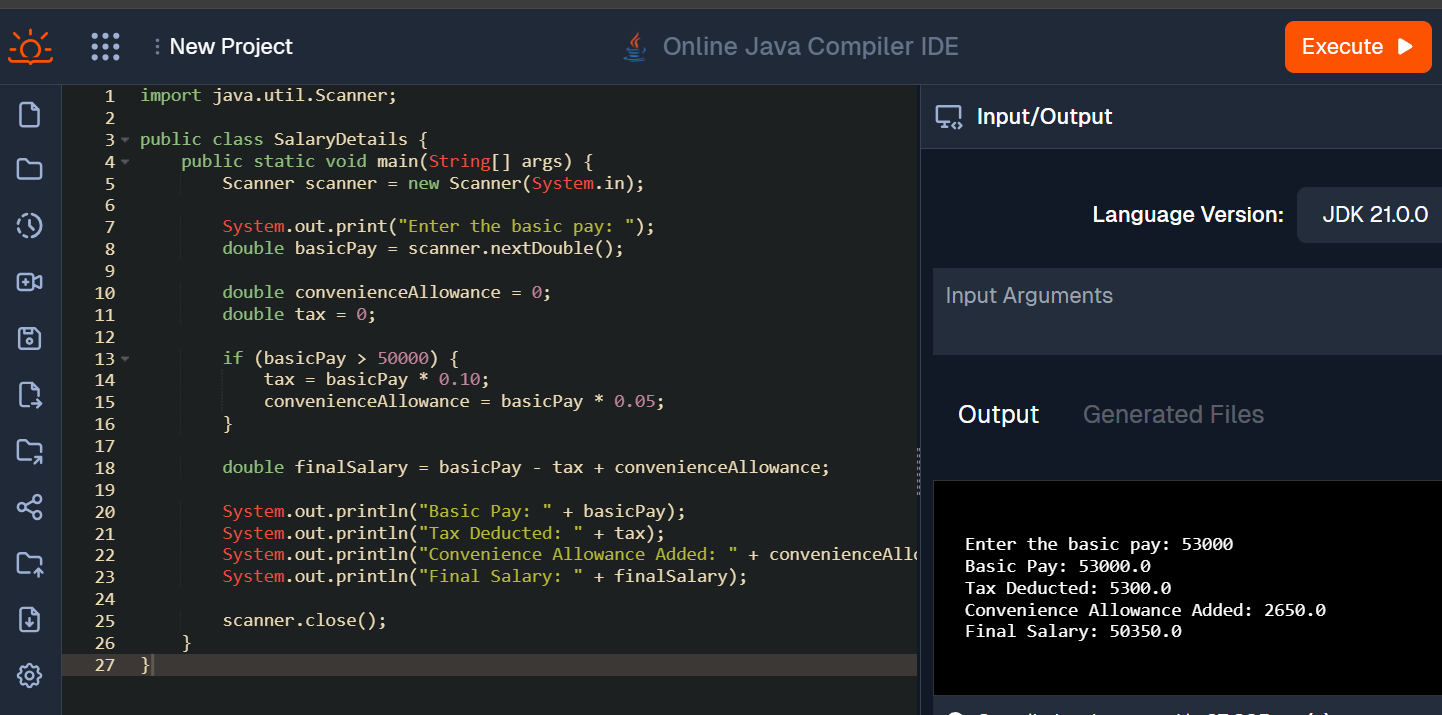 New Project
Online Java Compiler IDE
Execute
1 import java.util.Scanner;
2
3 public class SalaryDetails {
4 public static void main(String[] args) {
5 Scanner scanner = new Scanner(System.in);
6
7 System.out.print("Enter the basic pay: ");
8 double basicPay = scanner.nextDouble();
9
10 double convenienceAllowance = 0;
11 double tax = 0;
12
13 if (basicPay > 50000) {
14 tax = basicPay * 0.10;
15 convenienceAllowance = basicPay * 0.05;
16 }
17
18 double finalSalary = basicPay - tax + convenienceAllowance;
19
20 System.out.println("Basic Pay: " + basicPay);
21 System.out.println("Tax Deducted: " + tax);
22 System.out.println("Convenience Allowance Added: " + convenienceAllo
23 System.out.println("Final Salary: " + finalSalary);
24
25 scanner.close();
26 }
27 }
Input/Output
Language Version: JDK 21.0.0
Input Arguments
Output Generated Files
Enter the basic pay: 53000
Basic Pay: 53000.0
Tax Deducted: 5300.0
Convenience Allowance Added: 2650.0
Final Salary: 50350.0